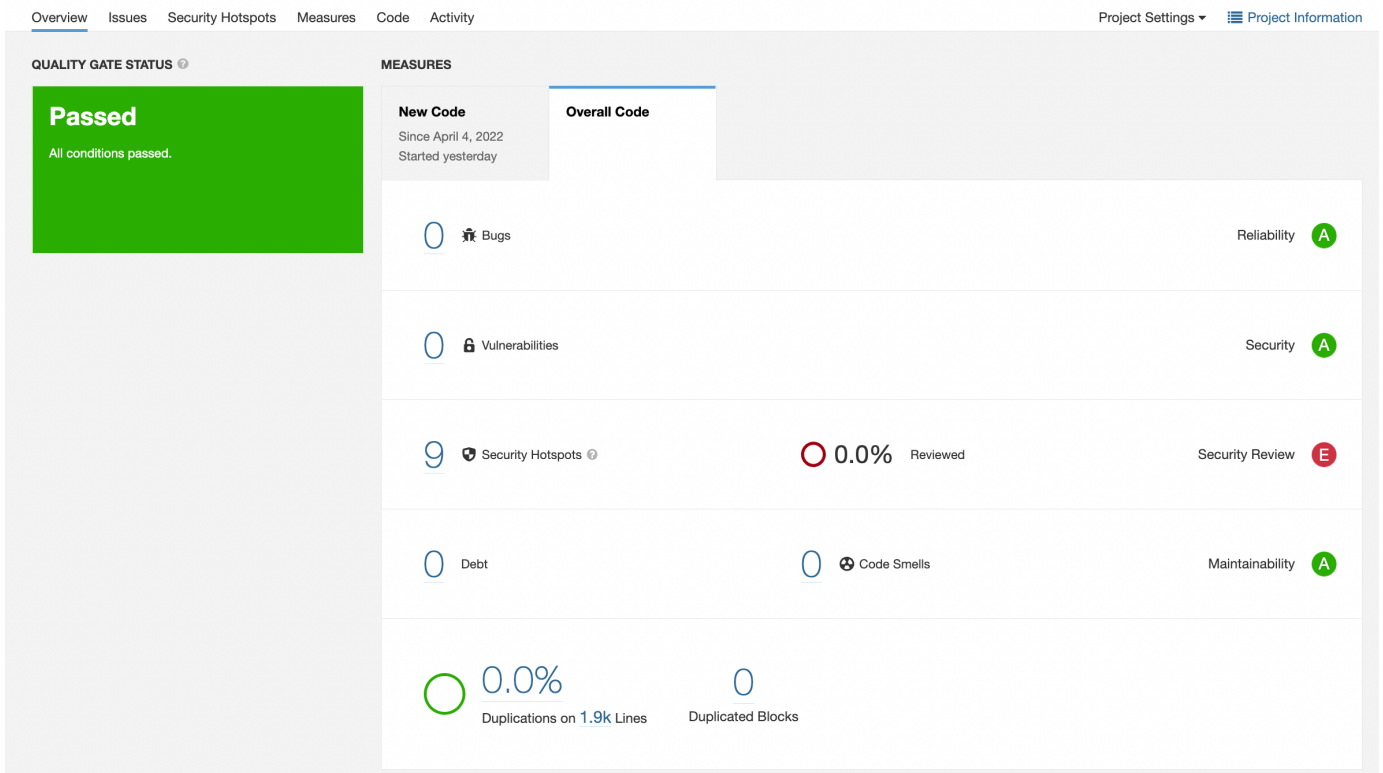 Overview Issues Security Hotspots Measures Code Activity Project Settings Project Information
QUALITY GATE STATUS ?
Passed
All conditions passed.
MEASURES
New Code
Since April 4, 2022
Started yesterday
Overall Code
0 Bugs Reliability A
0 Vulnerabilities Security A
9 Security Hotspots ? 0.0% Reviewed Security Review E
0 Debt 0 Code Smells Maintainability A
0.0%
Duplications on 1.9k Lines
0
Duplicated Blocks